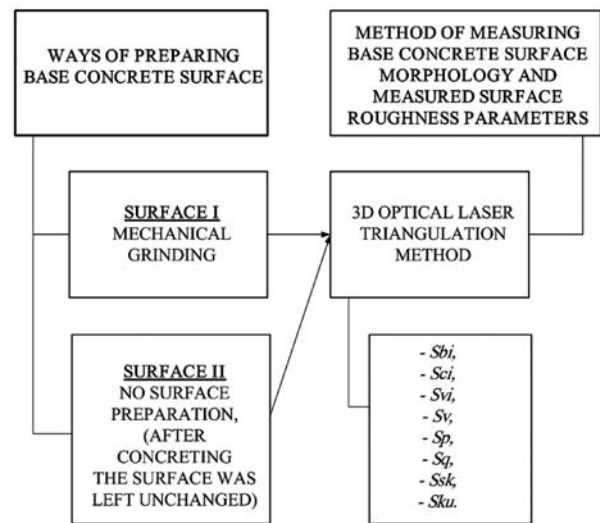 WAYS OF PREPARING
BASE CONCRETE SURFACE
METHOD OF MEASURING
BASE CONCRETE SURFACE
MORPHOLOGY AND
MEASURED SURFACE
ROUGHNESS PARAMETERS
SURFACE I
MECHANICAL
GRINDING
3D OPTICAL LASER
TRIANGULATION
METHOD
SURFACE II
NO SURFACE
PREPARATION,
(AFTER
CONCRETING
THE SURFACE WAS
LEFT UNCHANGED)
- Sbi,
- Sci,
- Svi,
- Sv,
- Sp,
- Sq,
- Ssk,
- Sku.